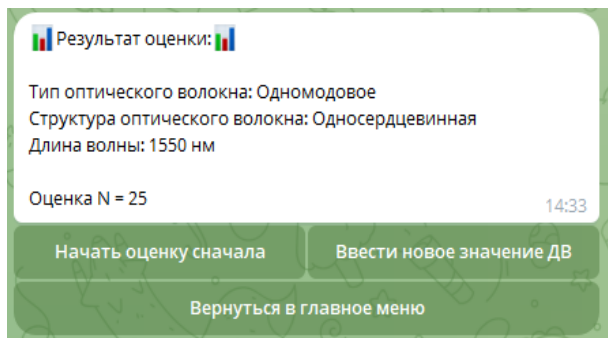 📊 Результат оценки: 📊
Тип оптического волокна: Одномодовое
Структура оптического волокна: Односердцевинная
Длина волны: 1550 нм
Оценка N = 25
14:33
Начать оценку сначала
Ввести новое значение ДВ
Вернуться в главное меню